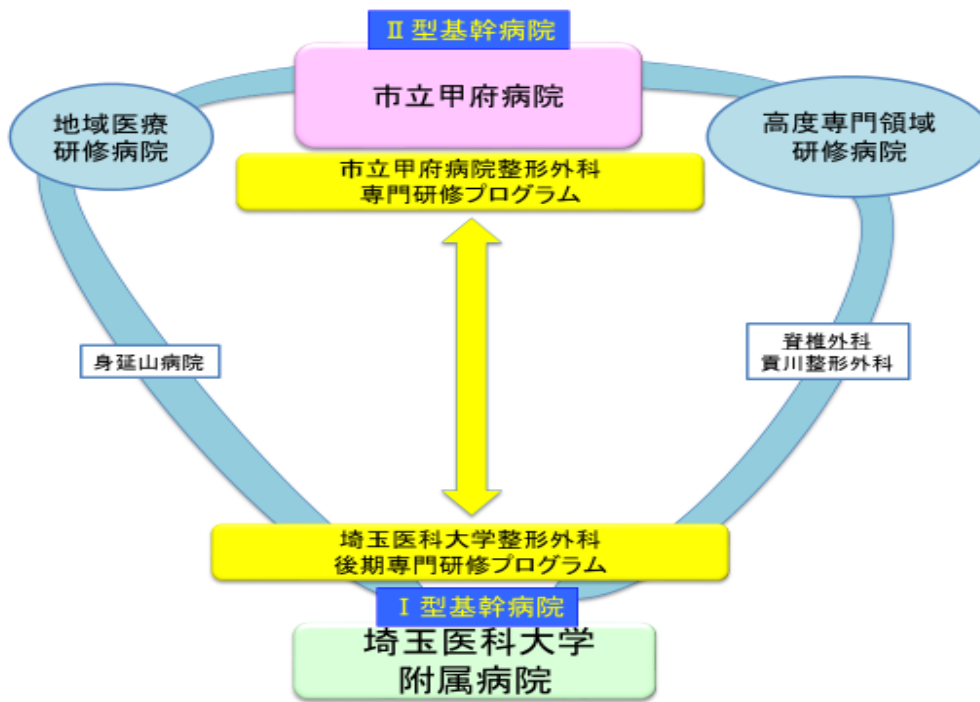 Ⅱ型基幹病院
市立甲府病院
地域医療
研修病院
高度専門領域
研修病院
市立甲府病院整形外科
専門研修プログラム
身延山病院
脊椎外科
貢川整形外科
埼玉医科大学整形外科
後期専門研修プログラム
Ⅰ型基幹病院
埼玉医科大学
附属病院